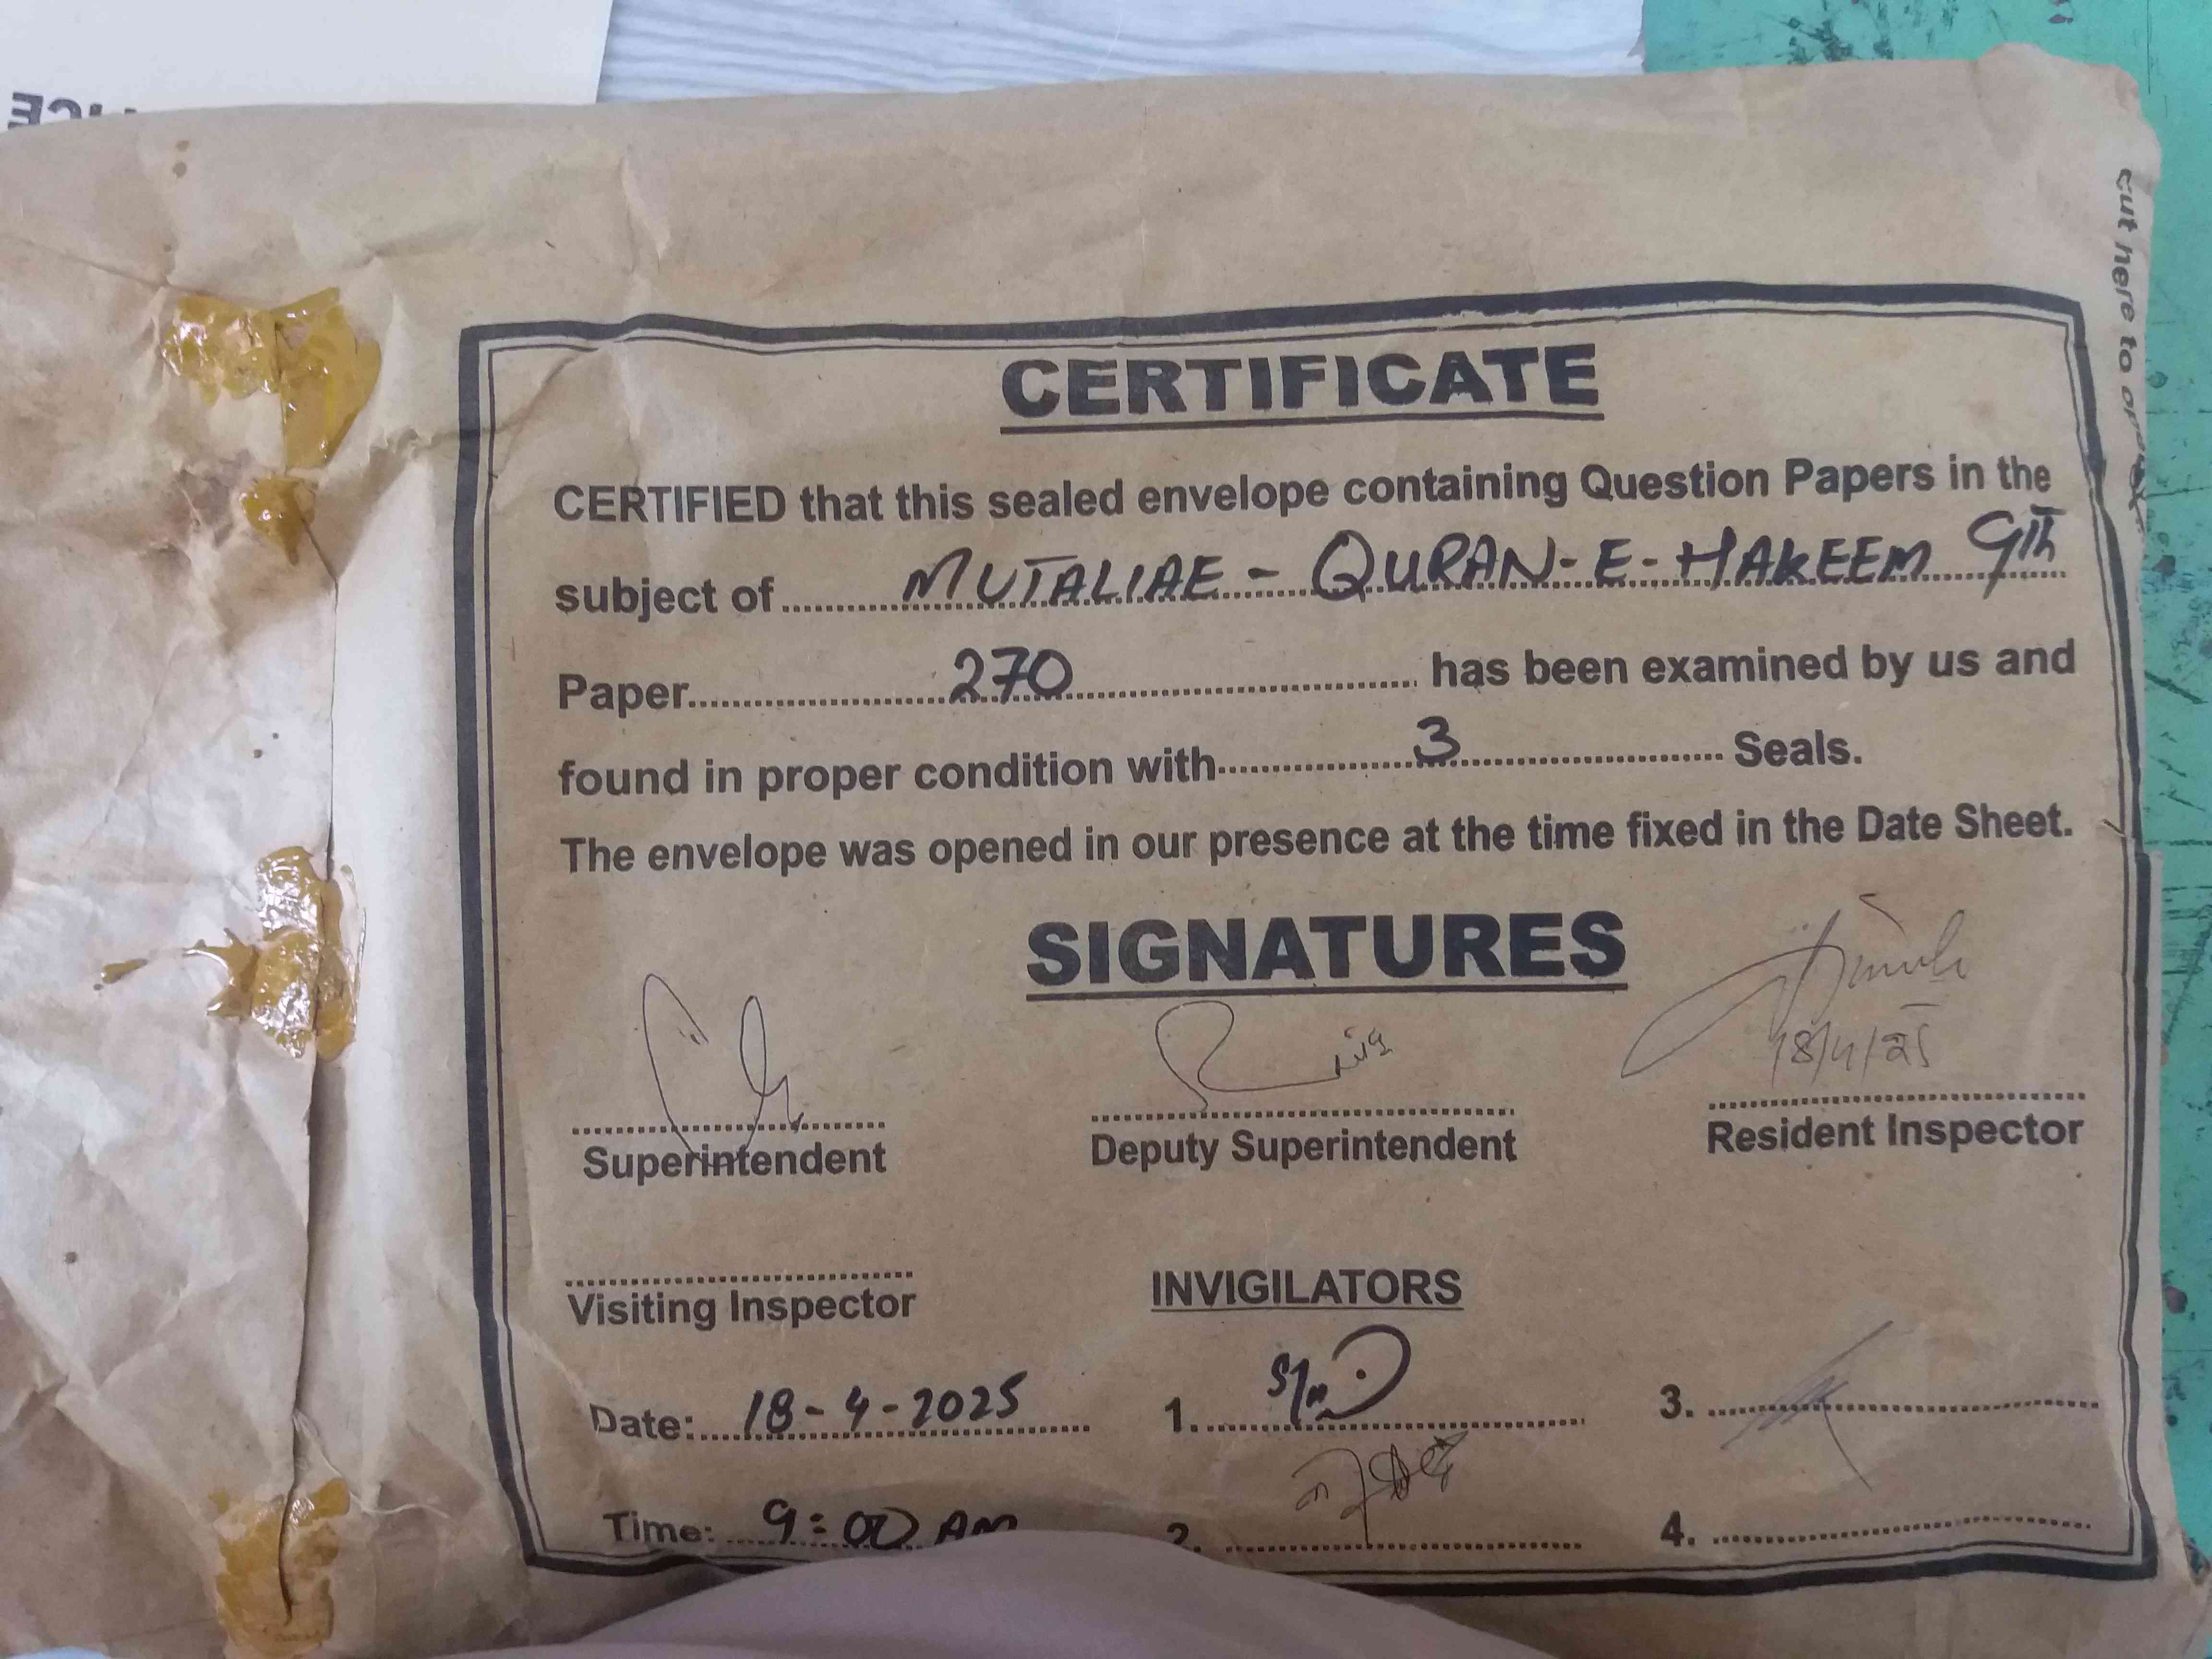 cut here to open
CERTIFICATE
CERTIFIED that this sealed envelope containing Question Papers in the
subject of MUTALIAE - QURAN-E-HAKEEM 9th
Paper 270 has been examined by us and
found in proper condition with 3 Seals.
The envelope was opened in our presence at the time fixed in the Date Sheet.
SIGNATURES
18/4/25
Superintendent Deputy Superintendent Resident Inspector
Visiting Inspector INVIGILATORS
Date: 18-4-2025 1. 3.
Time: 9:00 AM 2. 4.